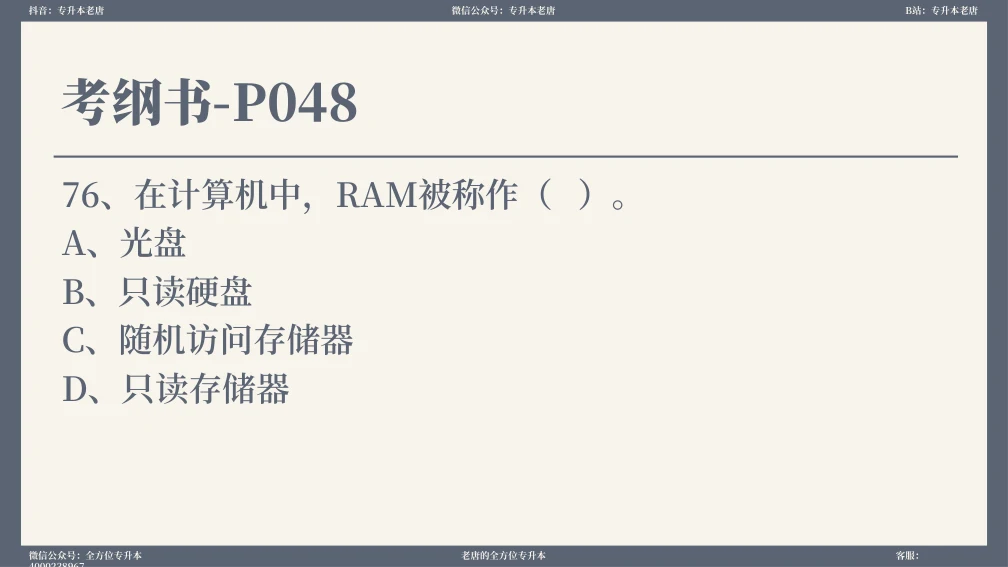 抖音：专升本老唐
微信公众号：专升本老唐
B站：专升本老唐
考纲书-P048
76、在计算机中，RAM被称作（  ）。
A、光盘
B、只读硬盘
C、随机访问存储器
D、只读存储器
微信公众号：全方位专升本
老唐的全方位专升本
客服：
4000238967